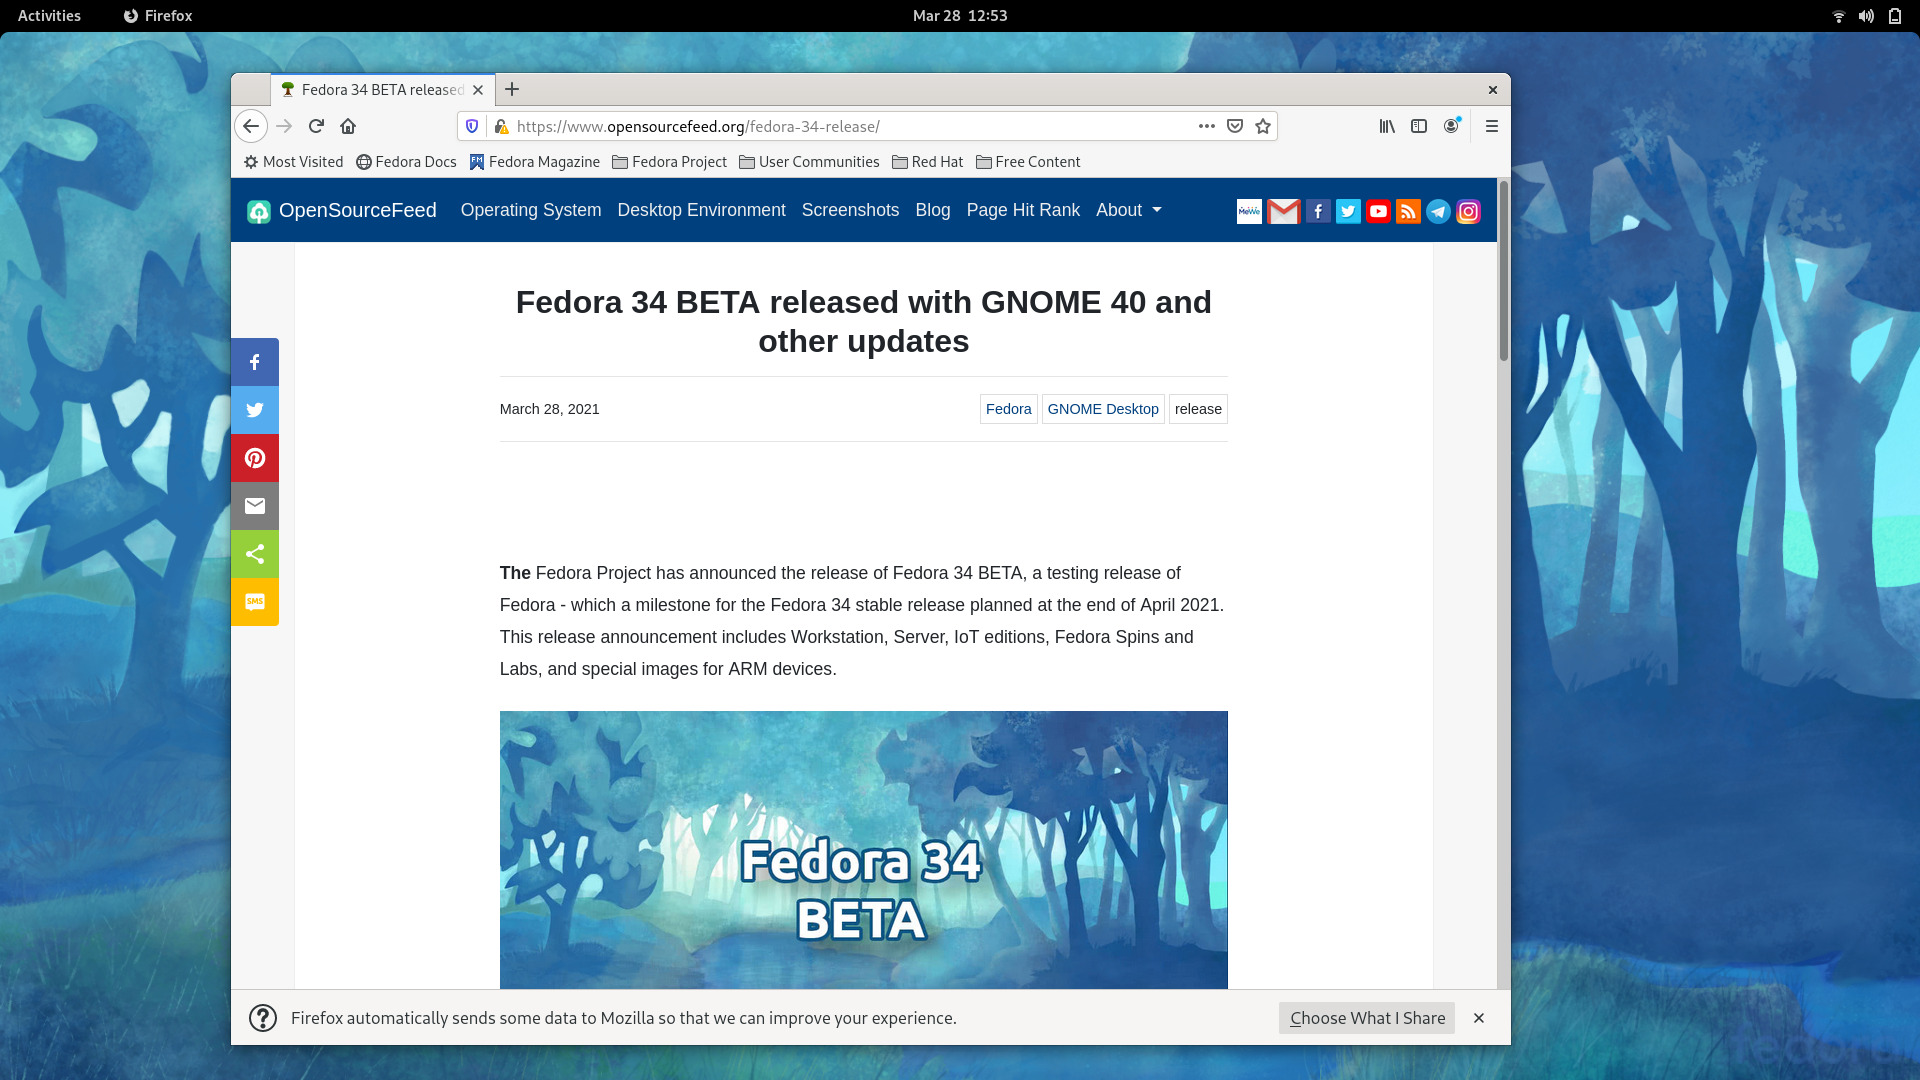 Activities
Firefox
Mar 28 12:53
Fedora 34 BETA released
https://www.opensourcefeed.org/fedora-34-release/
Most Visited Fedora Docs Fedora Magazine Fedora Project User Communities Red Hat Free Content
OpenSourceFeed Operating System Desktop Environment Screenshots Blog Page Hit Rank About
MeWe
Fedora 34 BETA released with GNOME 40 and
other updates
March 28, 2021
Fedora GNOME Desktop release
SMS
The Fedora Project has announced the release of Fedora 34 BETA, a testing release of
Fedora - which a milestone for the Fedora 34 stable release planned at the end of April 2021.
This release announcement includes Workstation, Server, IoT editions, Fedora Spins and
Labs, and special images for ARM devices.
Fedora 34
BETA
Firefox automatically sends some data to Mozilla so that we can improve your experience.
Choose What I Share
fedora